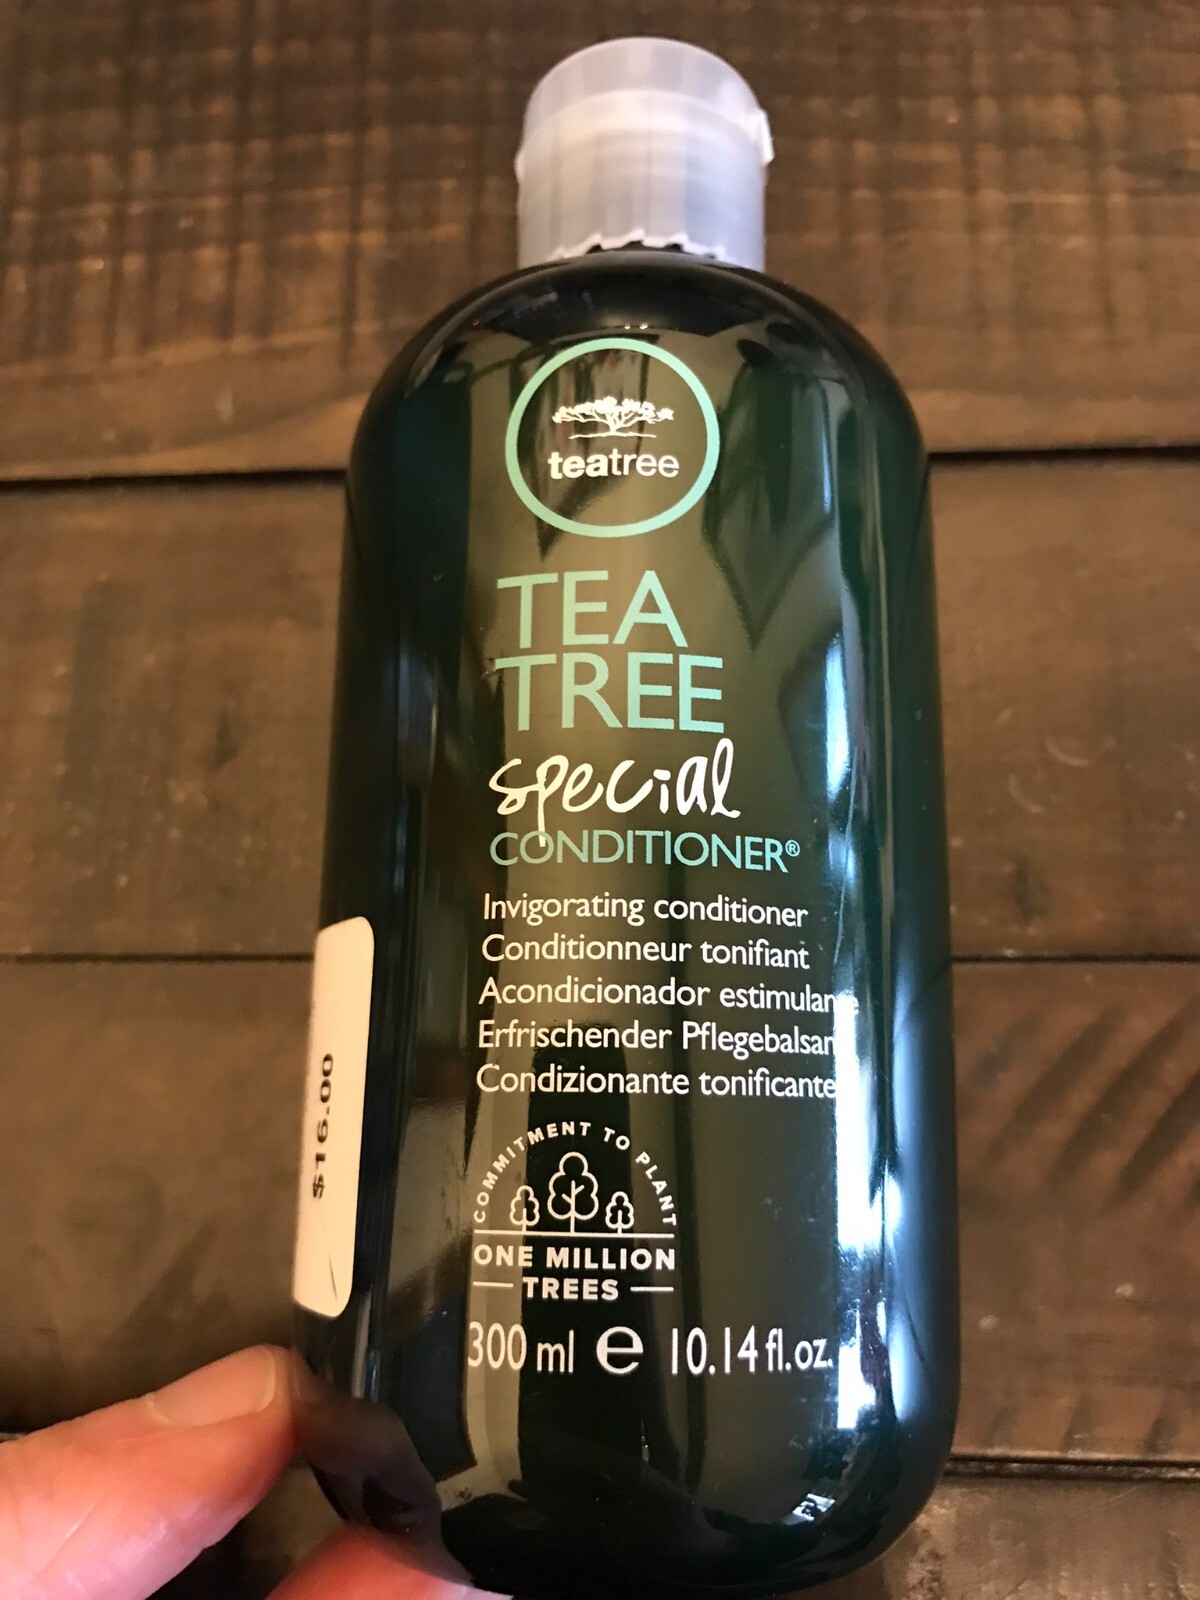 teatree
TEA
TREE
special
CONDITIONER®
Invigorating conditioner
Conditionneur tonifiant
Acondicionador estimulante
Erfrischender Pflegebalsam
Condizionante tonificante
COMMITMENT TO PLANT
ONE MILLION
TREES
300 ml e 10.14 fl.oz.
$16.00